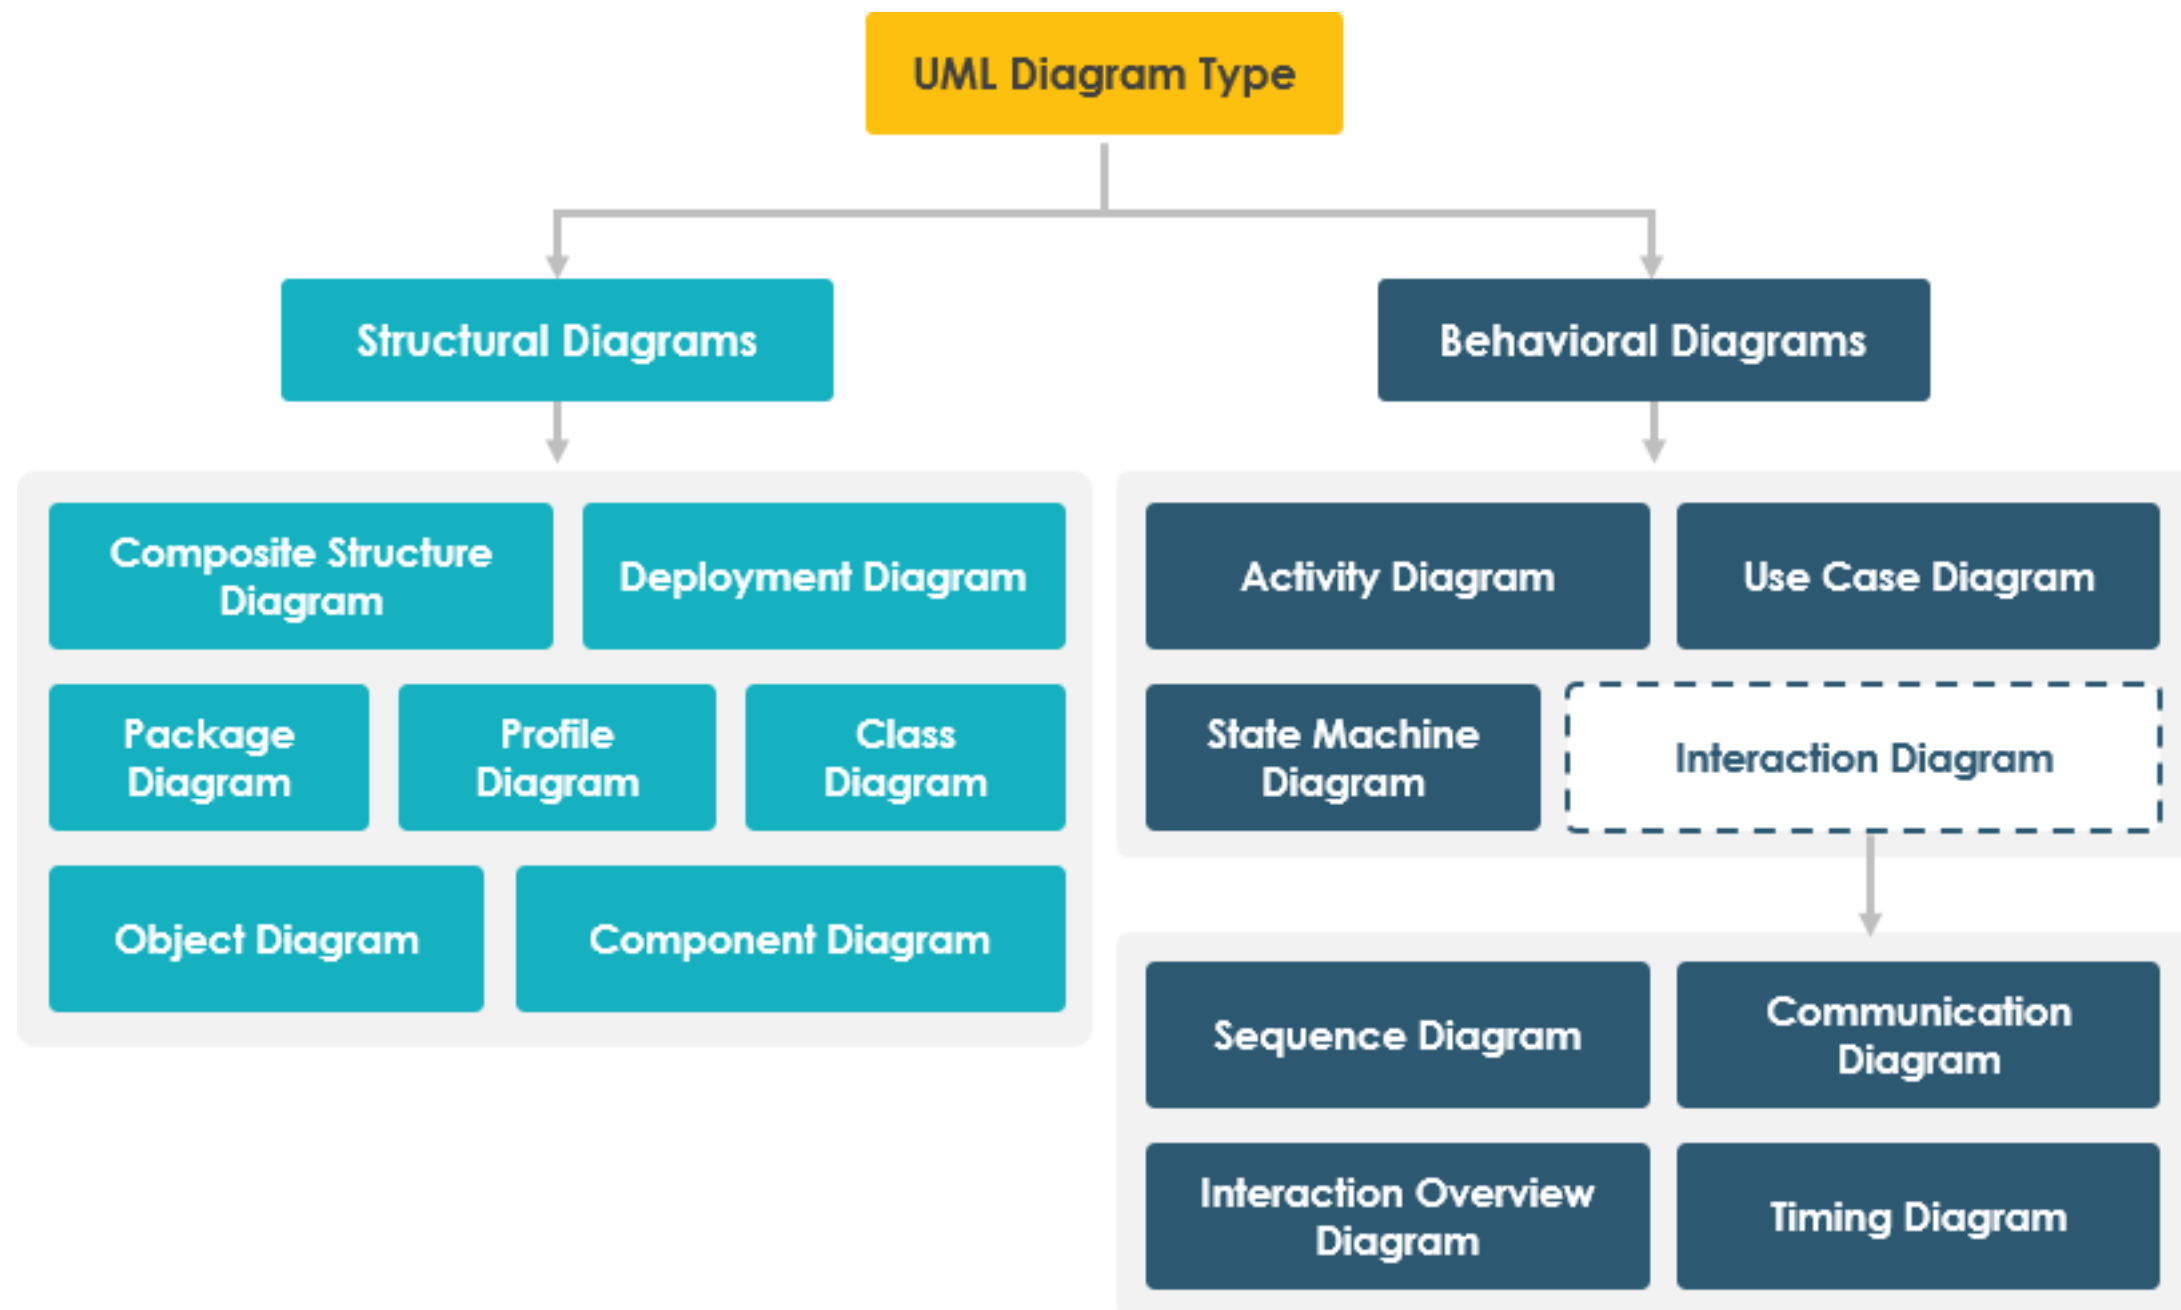 UML Diagram Type
Structural Diagrams
Behavioral Diagrams
Composite Structure
Diagram
Deployment Diagram
Package
Diagram
Profile
Diagram
Class
Diagram
Object Diagram
Component Diagram
Activity Diagram
Use Case Diagram
State Machine
Diagram
Interaction Diagram
Sequence Diagram
Communication
Diagram
Interaction Overview
Diagram
Timing Diagram